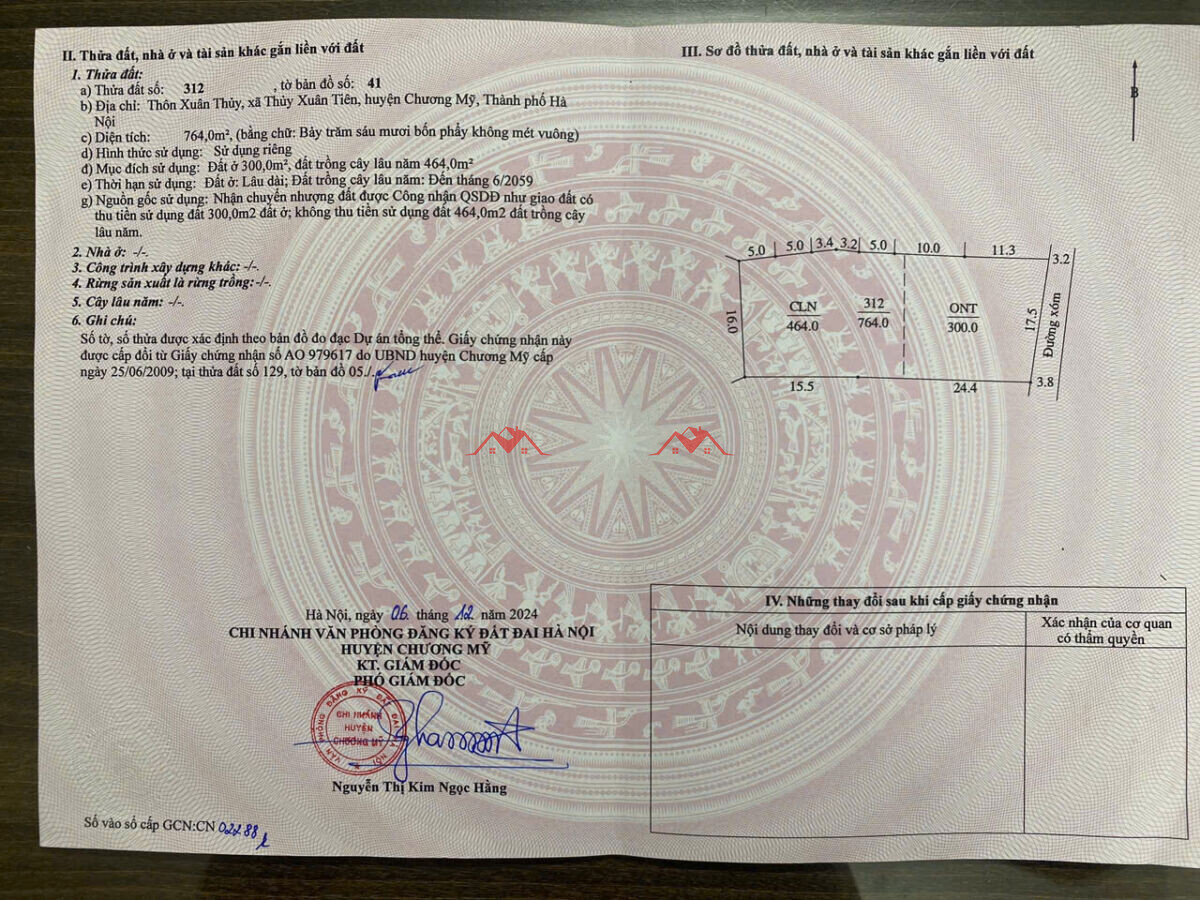 II. Thửa đất, nhà ở và tài sản khác gắn liền với đất
1. Thửa đất:
a) Thửa đất số: 312 , tờ bản đồ số: 41
b) Địa chỉ: Thôn Xuân Thủy, xã Thủy Xuân Tiên, huyện Chương Mỹ, Thành phố Hà
Nội
c) Diện tích: 764,0m², (bằng chữ: Bảy trăm sáu mươi bốn phẩy không mét vuông)
d) Hình thức sử dụng: Sử dụng riêng
đ) Mục đích sử dụng: Đất ở 300,0m², đất trồng cây lâu năm 464,0m²
e) Thời hạn sử dụng: Đất ở: Lâu dài; Đất trồng cây lâu năm: Đến tháng 6/2059
g) Nguồn gốc sử dụng: Nhận chuyển nhượng đất được Công nhận QSDĐ như giao đất có
thu tiền sử dụng đất 300,0m2 đất ở; không thu tiền sử dụng đất 464,0m2 đất trồng cây
lâu năm.
2. Nhà ở: -/-.
3. Công trình xây dựng khác: -/-.
4. Rừng sản xuất là rừng trồng:-/-.
5. Cây lâu năm: -/-.
6. Ghi chú:
Số tờ, số thửa được xác định theo bản đồ đo đạc Dự án tổng thể. Giấy chứng nhận này
được cấp đổi từ Giấy chứng nhận số AO 979617 do UBND huyện Chương Mỹ cấp
ngày 25/06/2009; tại thửa đất số 129, tờ bản đồ 05./.
Hà Nội, ngày 06 tháng 12 năm 2024
CHI NHÁNH VĂN PHÒNG ĐĂNG KÝ ĐẤT ĐAI HÀ NỘI
HUYỆN CHƯƠNG MỸ
KT. GIÁM ĐỐC
PHÓ GIÁM ĐỐC
VĂN PHÒNG ĐĂNG KÝ ĐẤT ĐAI HÀ NỘI
CHI NHÁNH
HUYỆN
CHƯƠNG MỸ
Nguyễn Thị Kim Ngọc Hằng
Số vào sổ cấp GCN:CN 02288
III. Sơ đồ thửa đất, nhà ở và tài sản khác gắn liền với đất
B
5.0 5.0 3.4 3.2 5.0 10.0 11.3
3.2
16.0
CLN
464.0
312
764.0
ONT
300.0
17.5
Đường xóm
15.5
24.4
3.8
IV. Những thay đổi sau khi cấp giấy chứng nhận
Nội dung thay đổi và cơ sở pháp lý
Xác nhận của cơ quan
có thẩm quyền